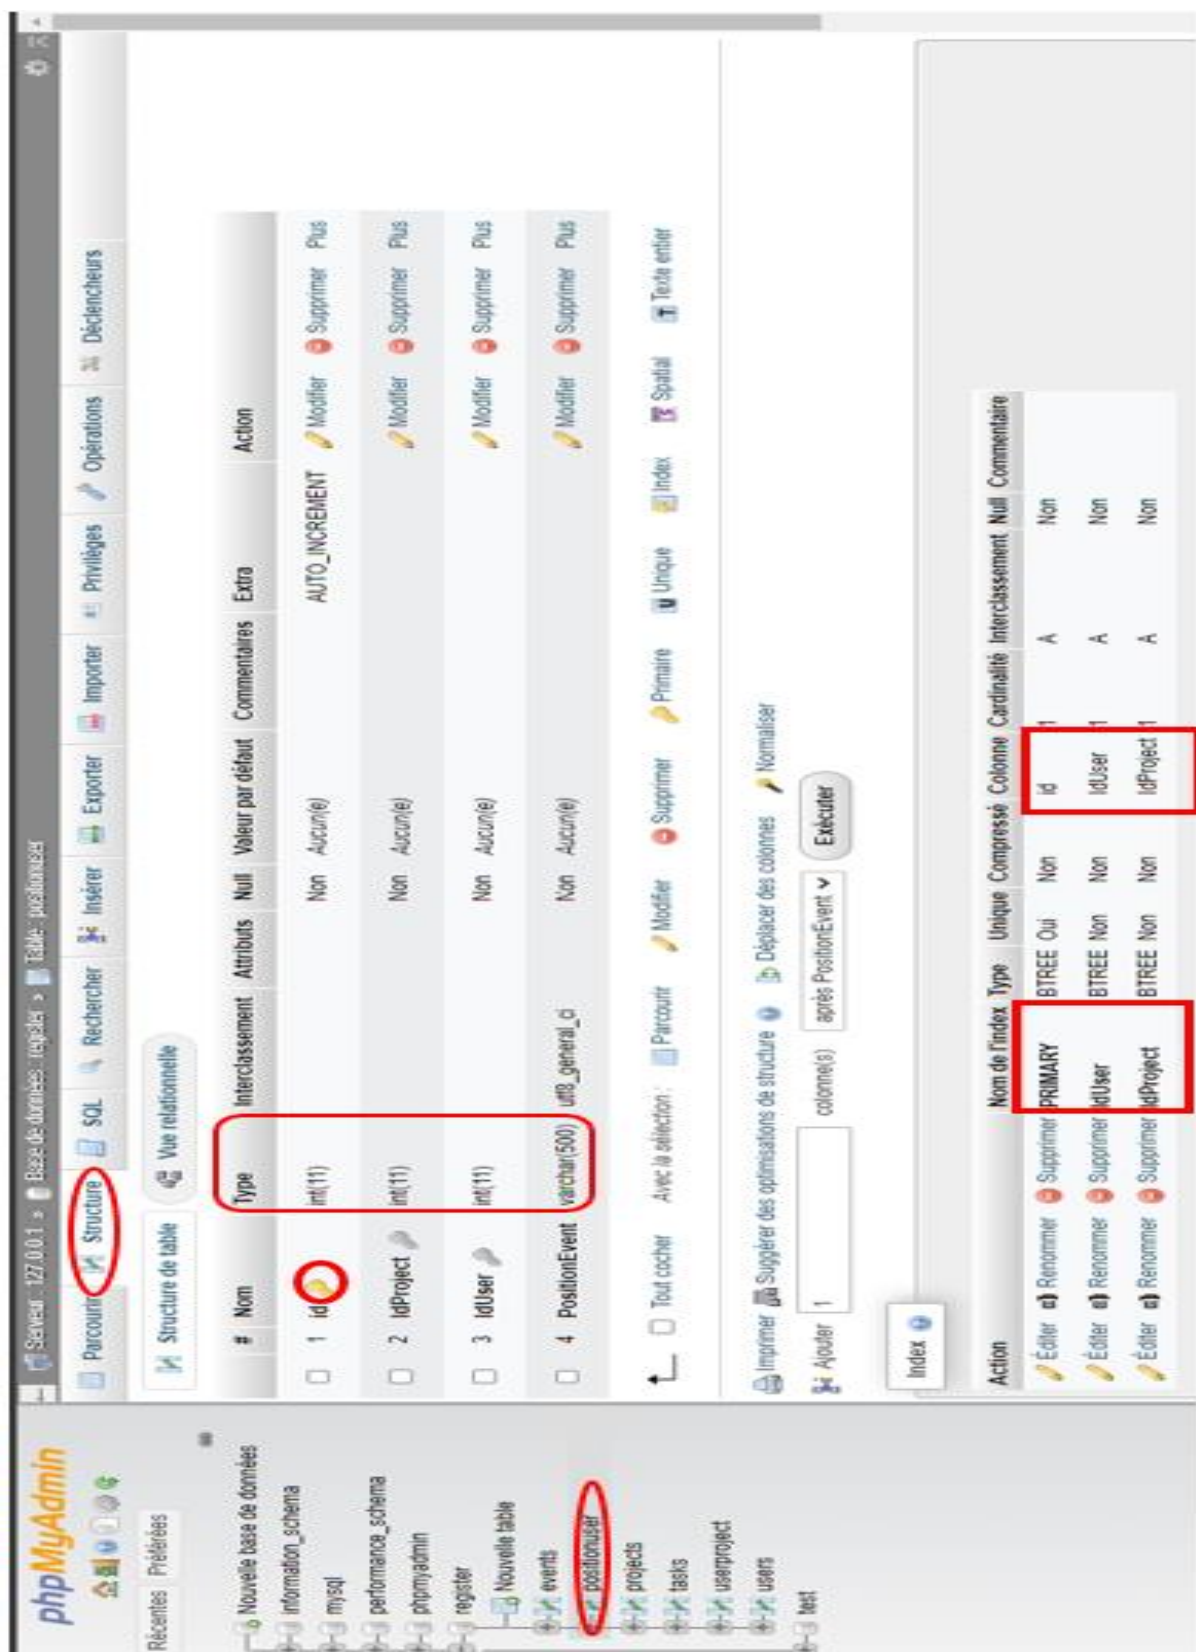 phpMyAdmin
Récentes Préférées
Nouvelle base de données
information_schema
mysql
performance_schema
phpmyadmin
register
Nouvelle table
events
positionuser
projects
tasks
userproject
users
test
Serveur : 127.0.0.1 » Base de données : register » Table : positionuser
Parcourir Structure SQL Rechercher Insérer Exporter Importer Privilèges Opérations Déclencheurs
Structure de table Vue relationnelle
# Nom Type Interclassement Attributs Null Valeur par défaut Commentaires Extra Action
1 id int(11) Non Aucun(e) AUTO_INCREMENT Modifier Supprimer Plus
2 IdProject int(11) Non Aucun(e) Modifier Supprimer Plus
3 IdUser int(11) Non Aucun(e) Modifier Supprimer Plus
4 PositionEvent varchar(500) utf8_general_ci Non Aucun(e) Modifier Supprimer Plus
Tout cocher Avec la sélection : Parcourir Modifier Supprimer Primaire Unique Index Spatial Texte entier
Imprimer Suggérer des optimisations de structure Déplacer des colonnes Normaliser
Ajouter 1 colonne(s) après PositionEvent Exécuter
Index
Action Nom de l'index Type Unique Compressé Colonne Cardinalité Interclassement Null Commentaire
Éditer Renommer Supprimer PRIMARY BTREE Oui Non id 1 A Non
Éditer Renommer Supprimer IdUser BTREE Non Non IdUser 1 A Non
Éditer Renommer Supprimer IdProject BTREE Non Non IdProject 1 A Non